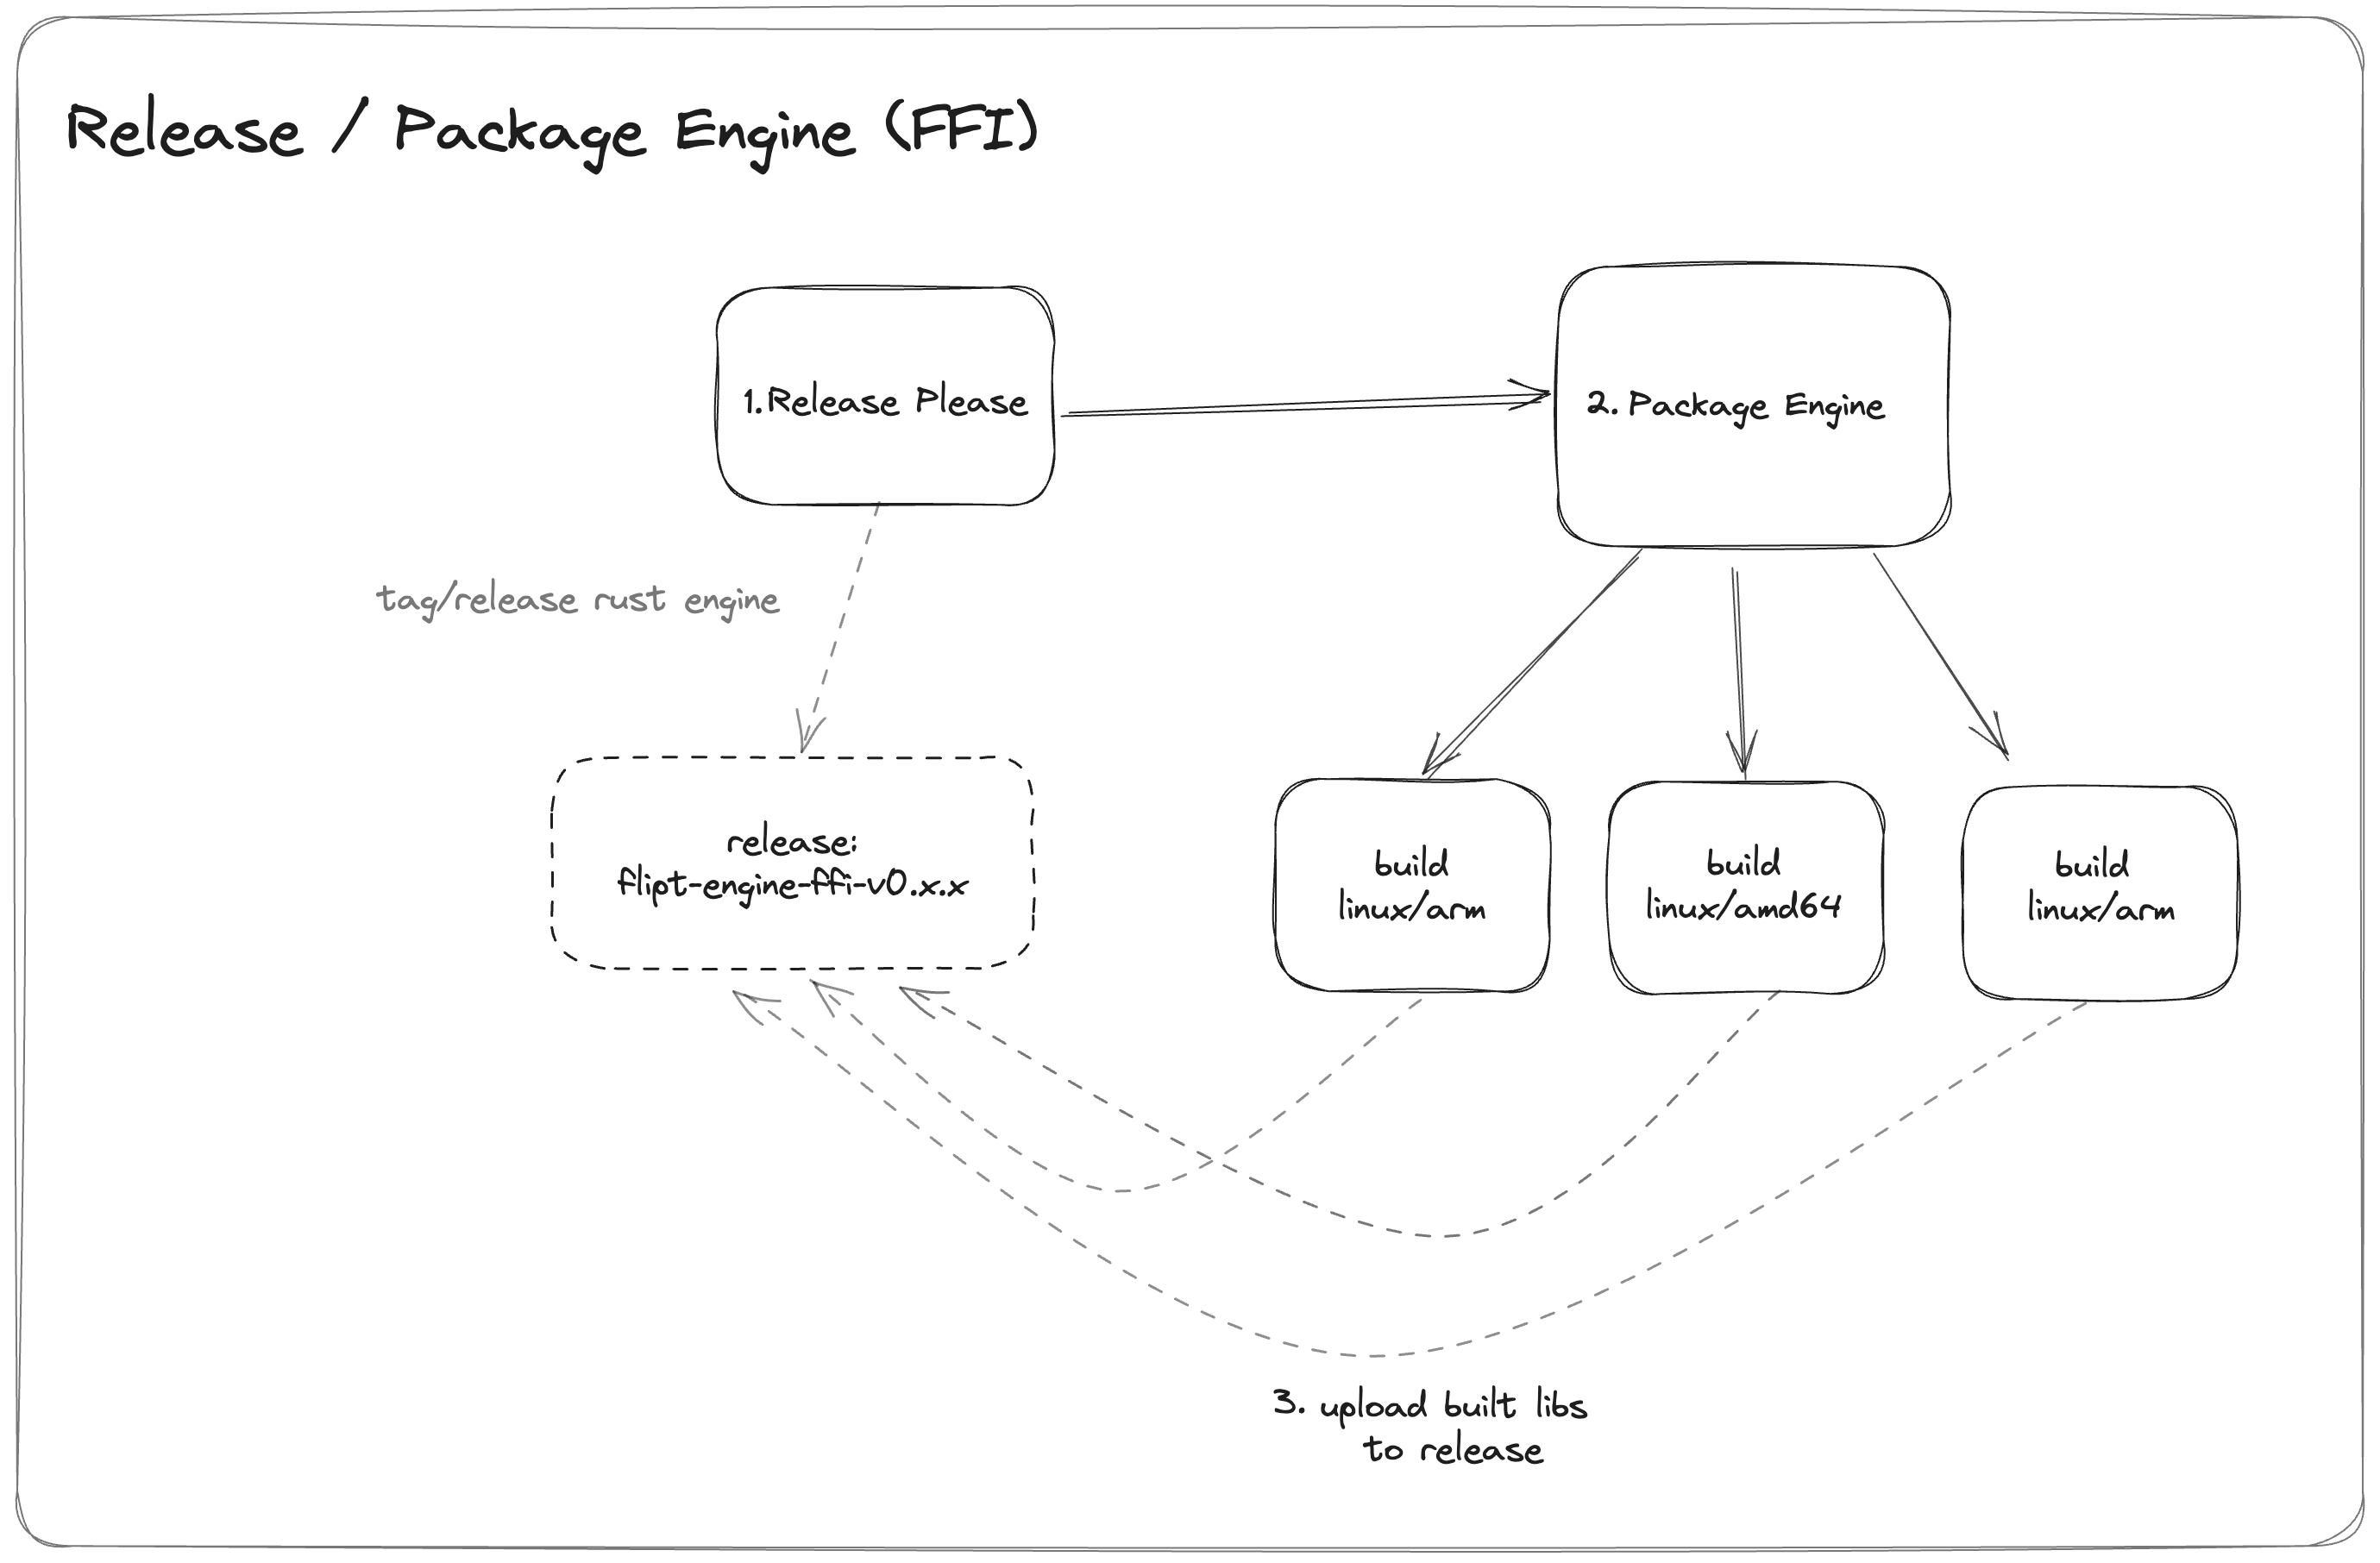 Release / Package Engine (FFI)
1.Release Please
2. Package Engine
tag/release rust engine
release:
flipt-engine-ffi-v0.x.x
build
linux/arm
build
linux/amd64
build
linux/arm
3. upload built libs
to release